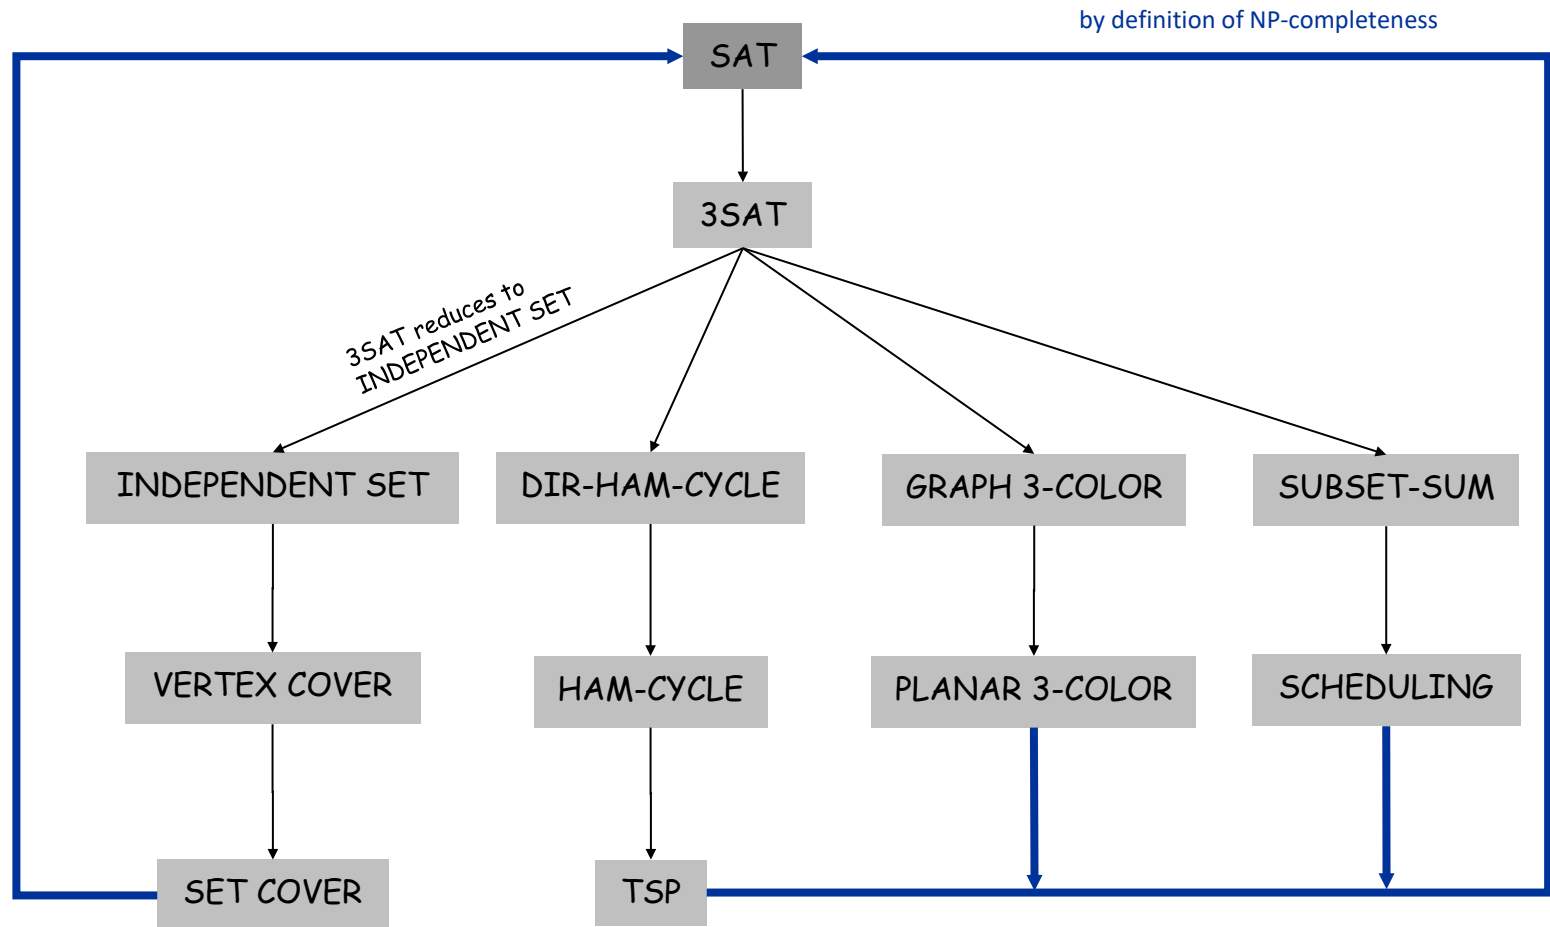 by definition of NP-completeness
SAT
3SAT
3SAT reduces to
INDEPENDENT SET
INDEPENDENT SET
DIR-HAM-CYCLE
GRAPH 3-COLOR
SUBSET-SUM
VERTEX COVER
HAM-CYCLE
PLANAR 3-COLOR
SCHEDULING
SET COVER
TSP